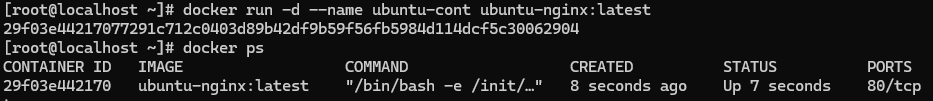 [root@localhost ~]# docker run -d --name ubuntu-cont ubuntu-nginx:latest
29f03e44217077291c712c0403d89b42df9b59f56fb5984d114dcf5c30062904
[root@localhost ~]# docker ps
CONTAINER ID   IMAGE                 COMMAND                  CREATED         STATUS         PORTS
29f03e442170   ubuntu-nginx:latest   "/bin/bash -e /init/…"   8 seconds ago   Up 7 seconds   80/tcp